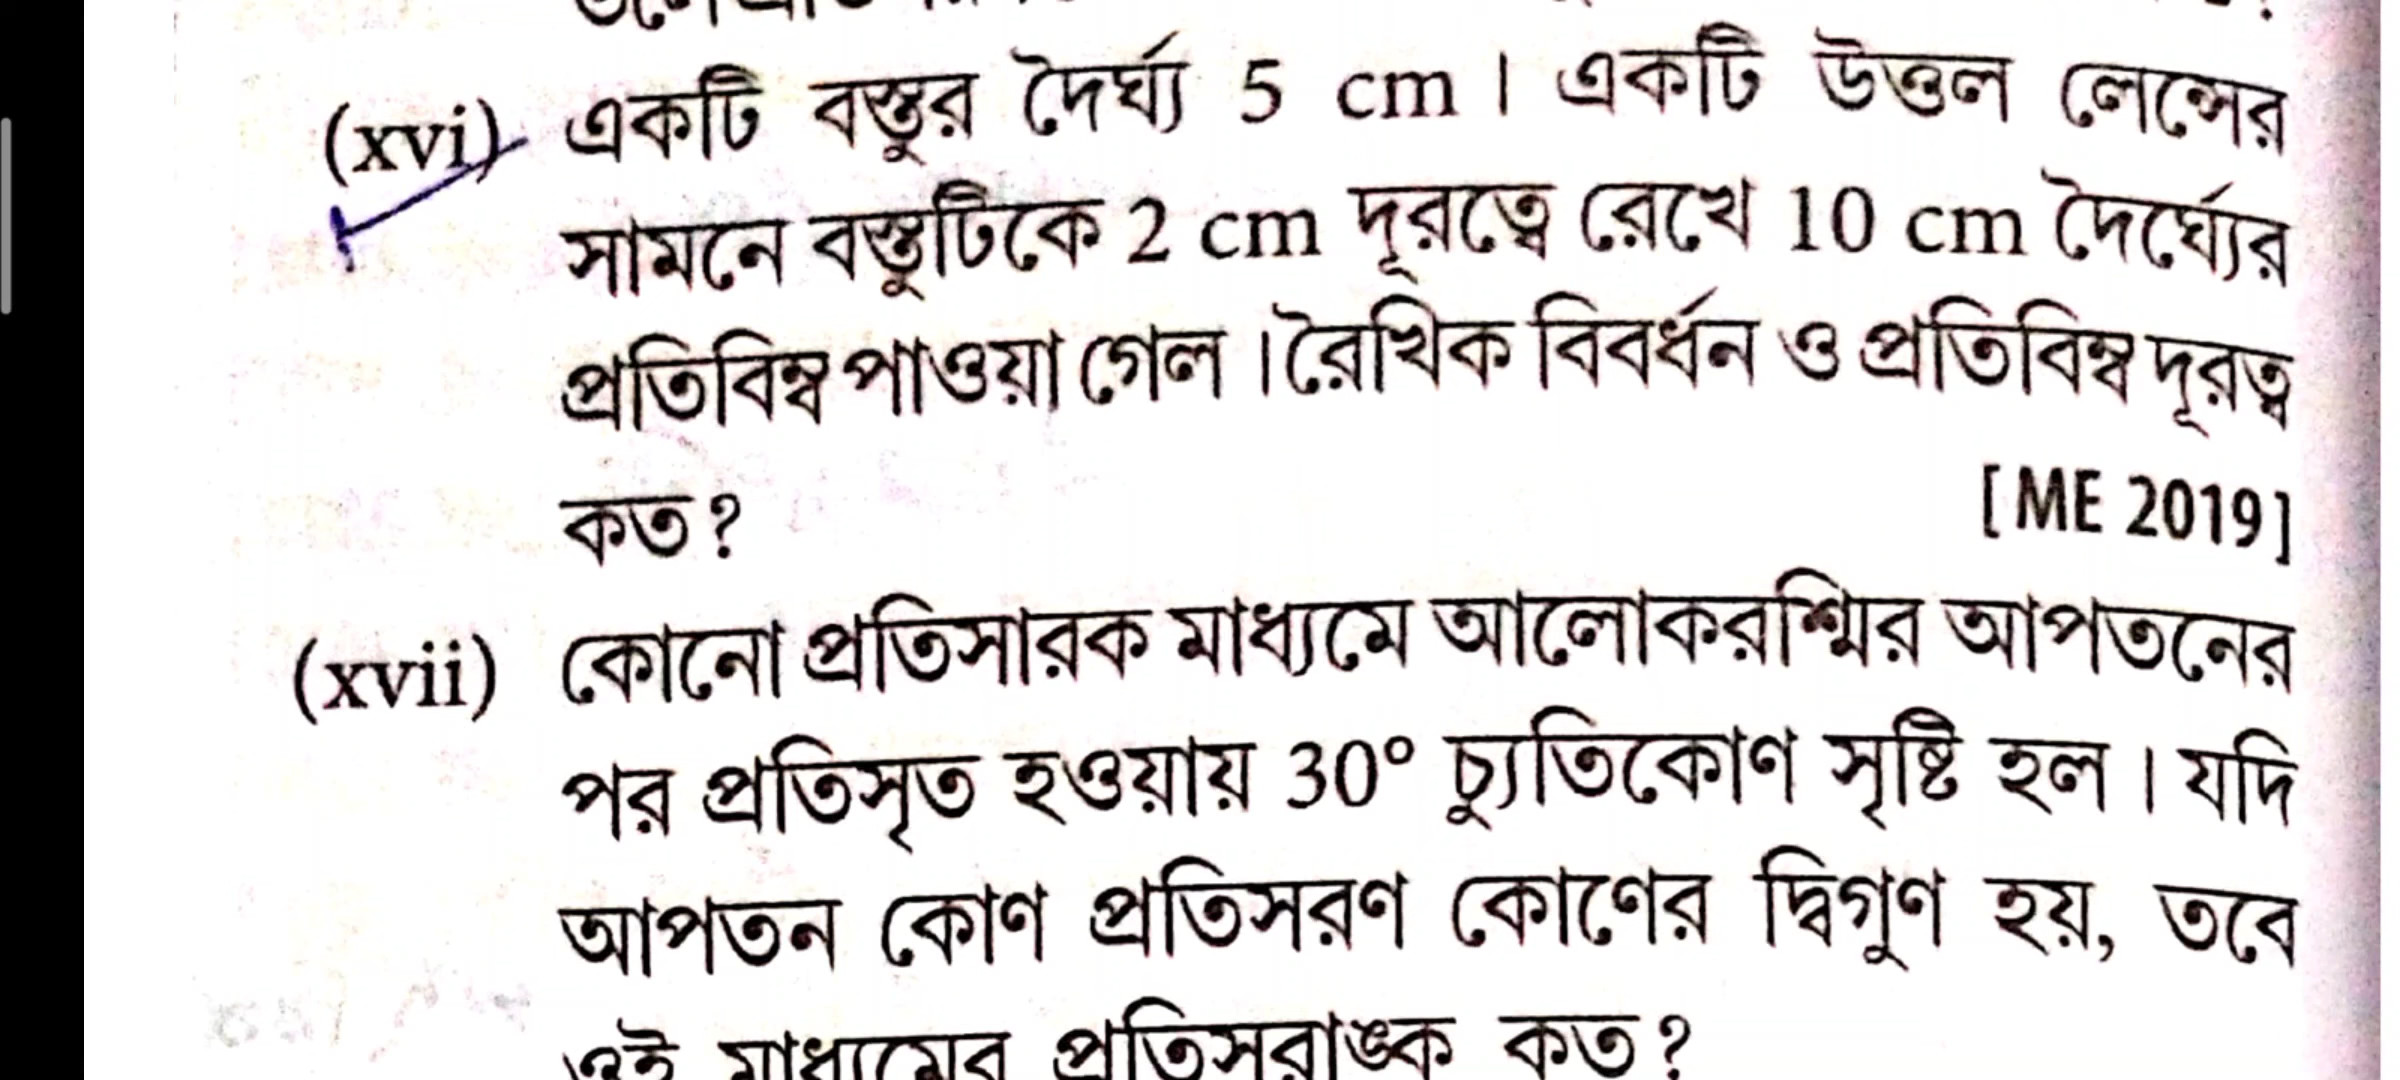 (xvi) একটি বস্তুর দৈর্ঘ্য 5 cm। একটি উত্তল লেন্সের
সামনে বস্তুটিকে 2 cm দূরত্বে রেখে 10 cm দৈর্ঘ্যের
প্রতিবিম্ব পাওয়া গেল। রৈখিক বিবর্ধন ও প্রতিবিম্ব দূরত্ব
কত? [ME 2019]
(xvii) কোনো প্রতিসারক মাধ্যমে আলোকরশ্মির আপতনের
পর প্রতিসৃত হওয়ায় 30° চ্যুতিকোণ সৃষ্টি হল। যদি
আপতন কোণ প্রতিসরণ কোণের দ্বিগুণ হয়, তবে
ওই মাধ্যমের প্রতিসরাঙ্ক কত?